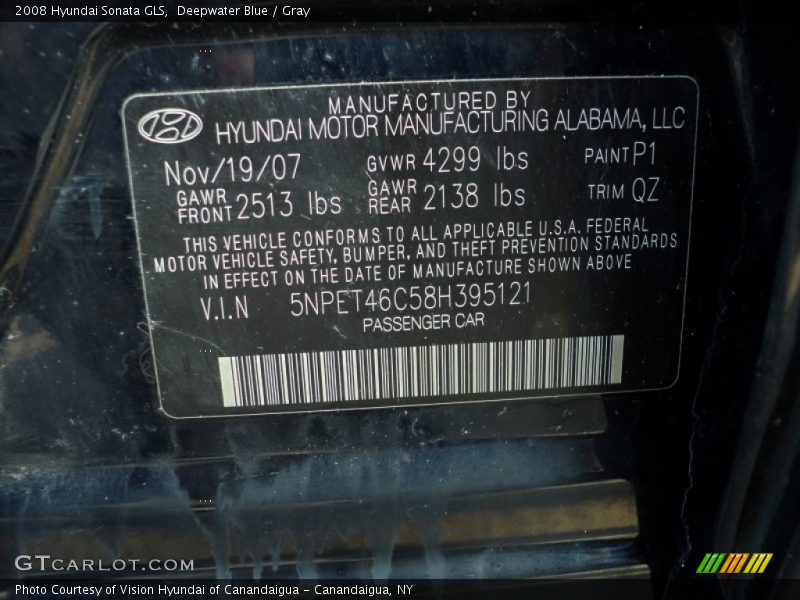 2008 Hyundai Sonata GLS, Deepwater Blue / Gray
MANUFACTURED BY
HYUNDAI MOTOR MANUFACTURING ALABAMA, LLC
Nov/19/07 GVWR 4299 lbs PAINT P1
GAWR FRONT 2513 lbs GAWR REAR 2138 lbs TRIM QZ
THIS VEHICLE CONFORMS TO ALL APPLICABLE U.S.A. FEDERAL
MOTOR VEHICLE SAFETY, BUMPER, AND THEFT PREVENTION STANDARDS
IN EFFECT ON THE DATE OF MANUFACTURE SHOWN ABOVE
V.I.N 5NPET46C58H395121
PASSENGER CAR
GTCARLOT.COM
Photo Courtesy of Vision Hyundai of Canandaigua - Canandaigua, NY